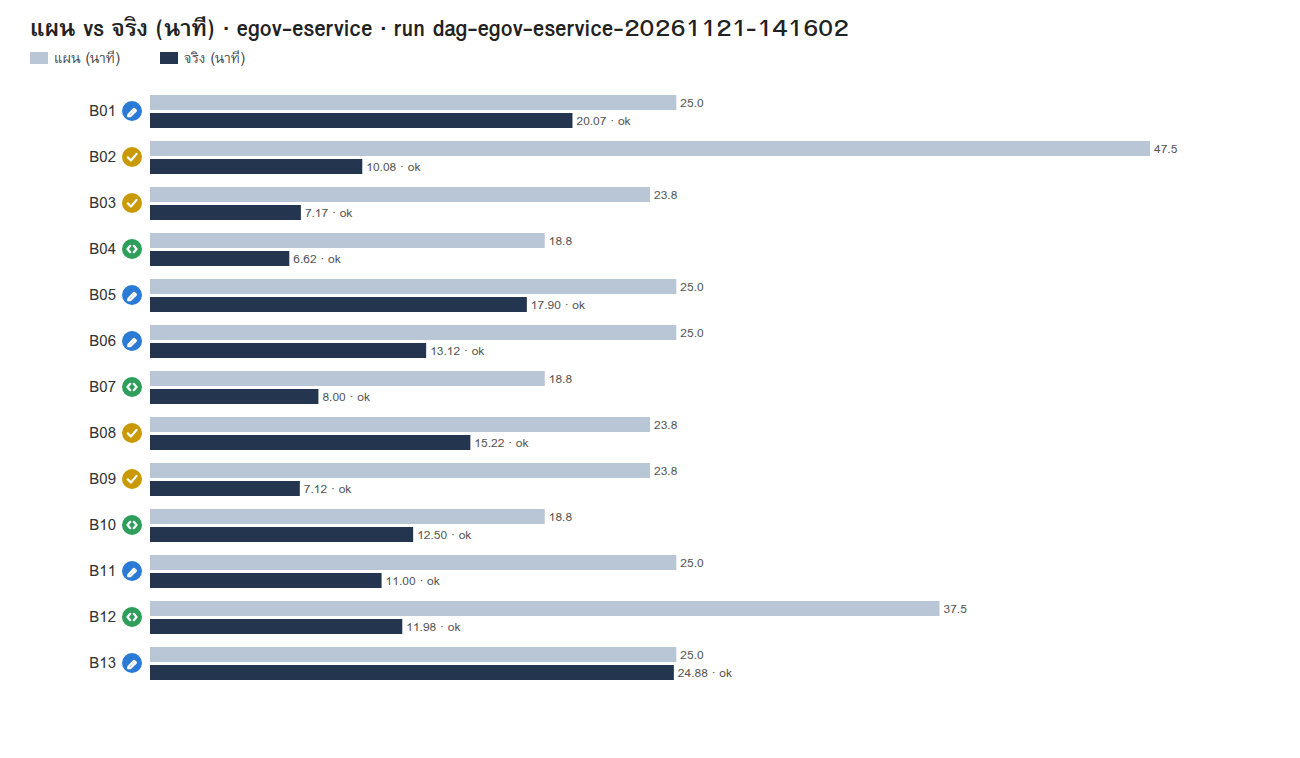 แผน vs จริง (นาที) · egov-eservice · run dag-egov-eservice-20261121-141602
แผน (นาที) จริง (นาที)
B01 25.0
20.07 · ok
B02 47.5
10.08 · ok
B03 23.8
7.17 · ok
B04 18.8
6.62 · ok
B05 25.0
17.90 · ok
B06 25.0
13.12 · ok
B07 18.8
8.00 · ok
B08 23.8
15.22 · ok
B09 23.8
7.12 · ok
B10 18.8
12.50 · ok
B11 25.0
11.00 · ok
B12 37.5
11.98 · ok
B13 25.0
24.88 · ok